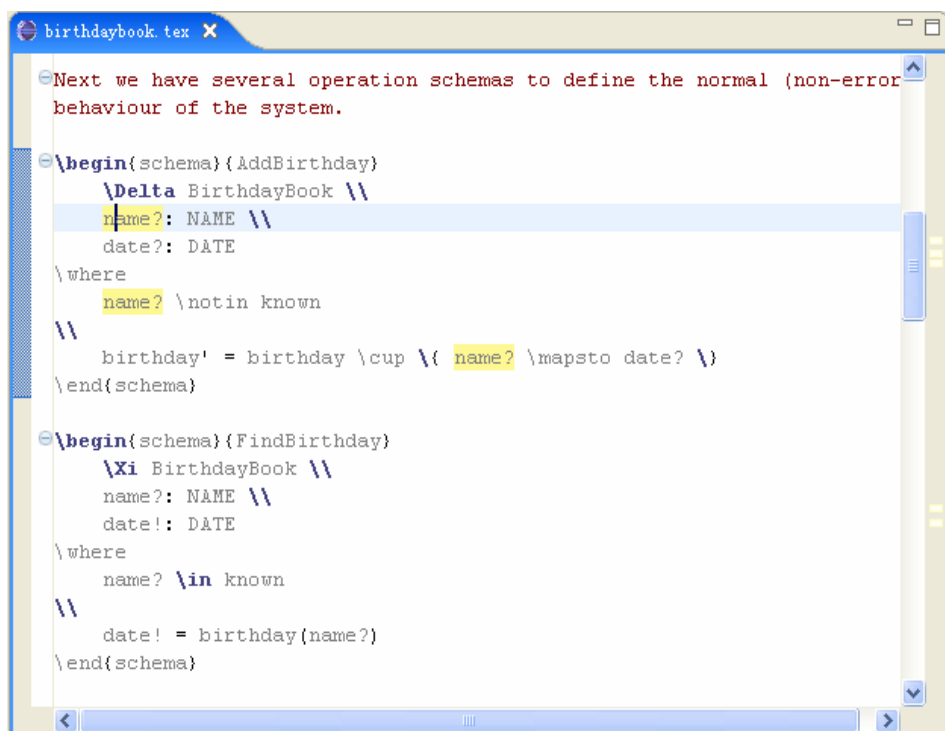 birthdaybook.tex
Next we have several operation schemas to define the normal (non-error
behaviour of the system.
\begin{schema}{AddBirthday}
\Delta BirthdayBook \\
name?: NAME \\
date?: DATE
\where
name? \notin known
\\
birthday' = birthday \cup \{ name? \mapsto date? \}
\end{schema}
\begin{schema}{FindBirthday}
\Xi BirthdayBook \\
name?: NAME \\
date!: DATE
\where
name? \in known
\\
date! = birthday(name?)
\end{schema}